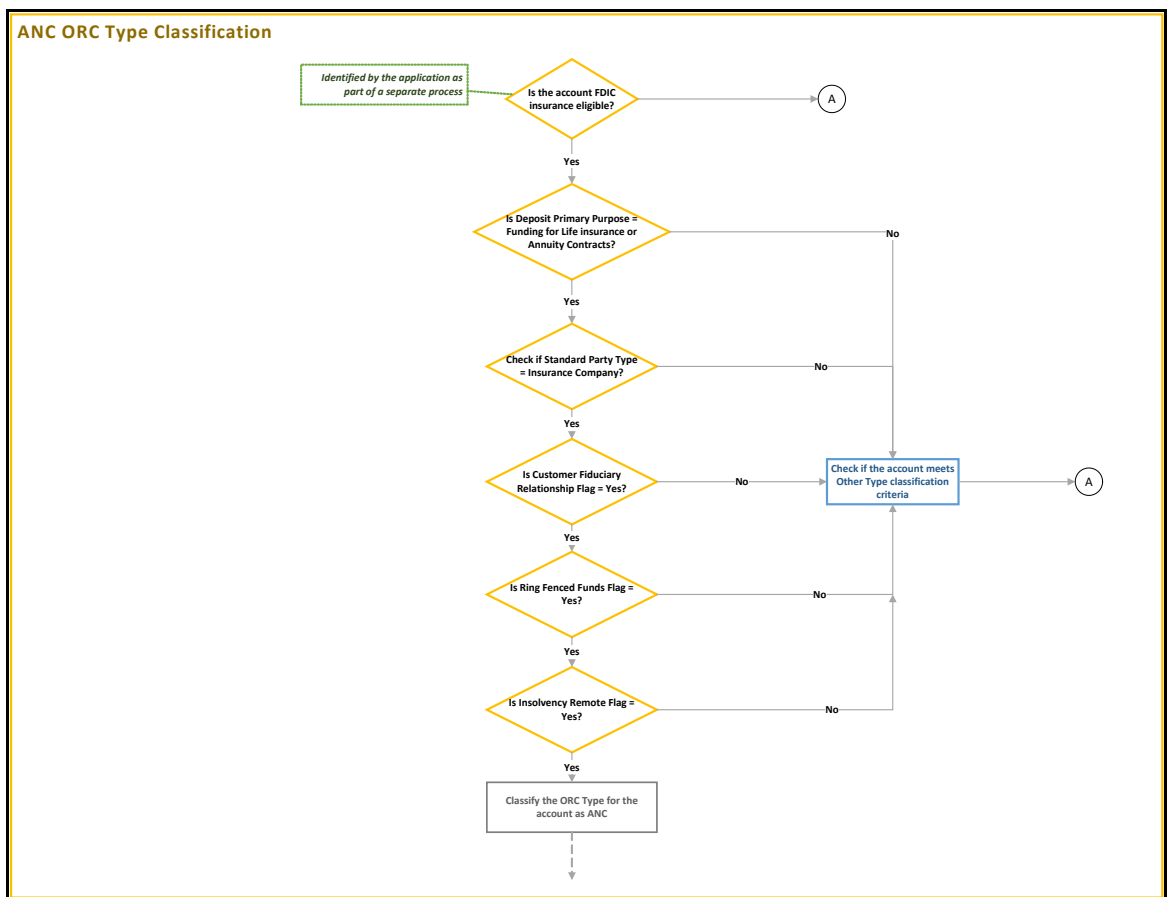 ANC ORC Type Classification
Identified by the application as
part of a separate process
Is the account FDIC
insurance eligible?
A
Yes
Is Deposit Primary Purpose =
Funding for Life insurance or
Annuity Contracts?
No
Yes
Check if Standard Party Type
= Insurance Company?
No
Yes
Is Customer Fiduciary
Relationship Flag = Yes?
No
Check if the account meets
Other Type classification
criteria
A
Yes
Is Ring Fenced Funds Flag =
Yes?
No
Yes
Is Insolvency Remote Flag =
Yes?
No
Yes
Classify the ORC Type for the
account as ANC